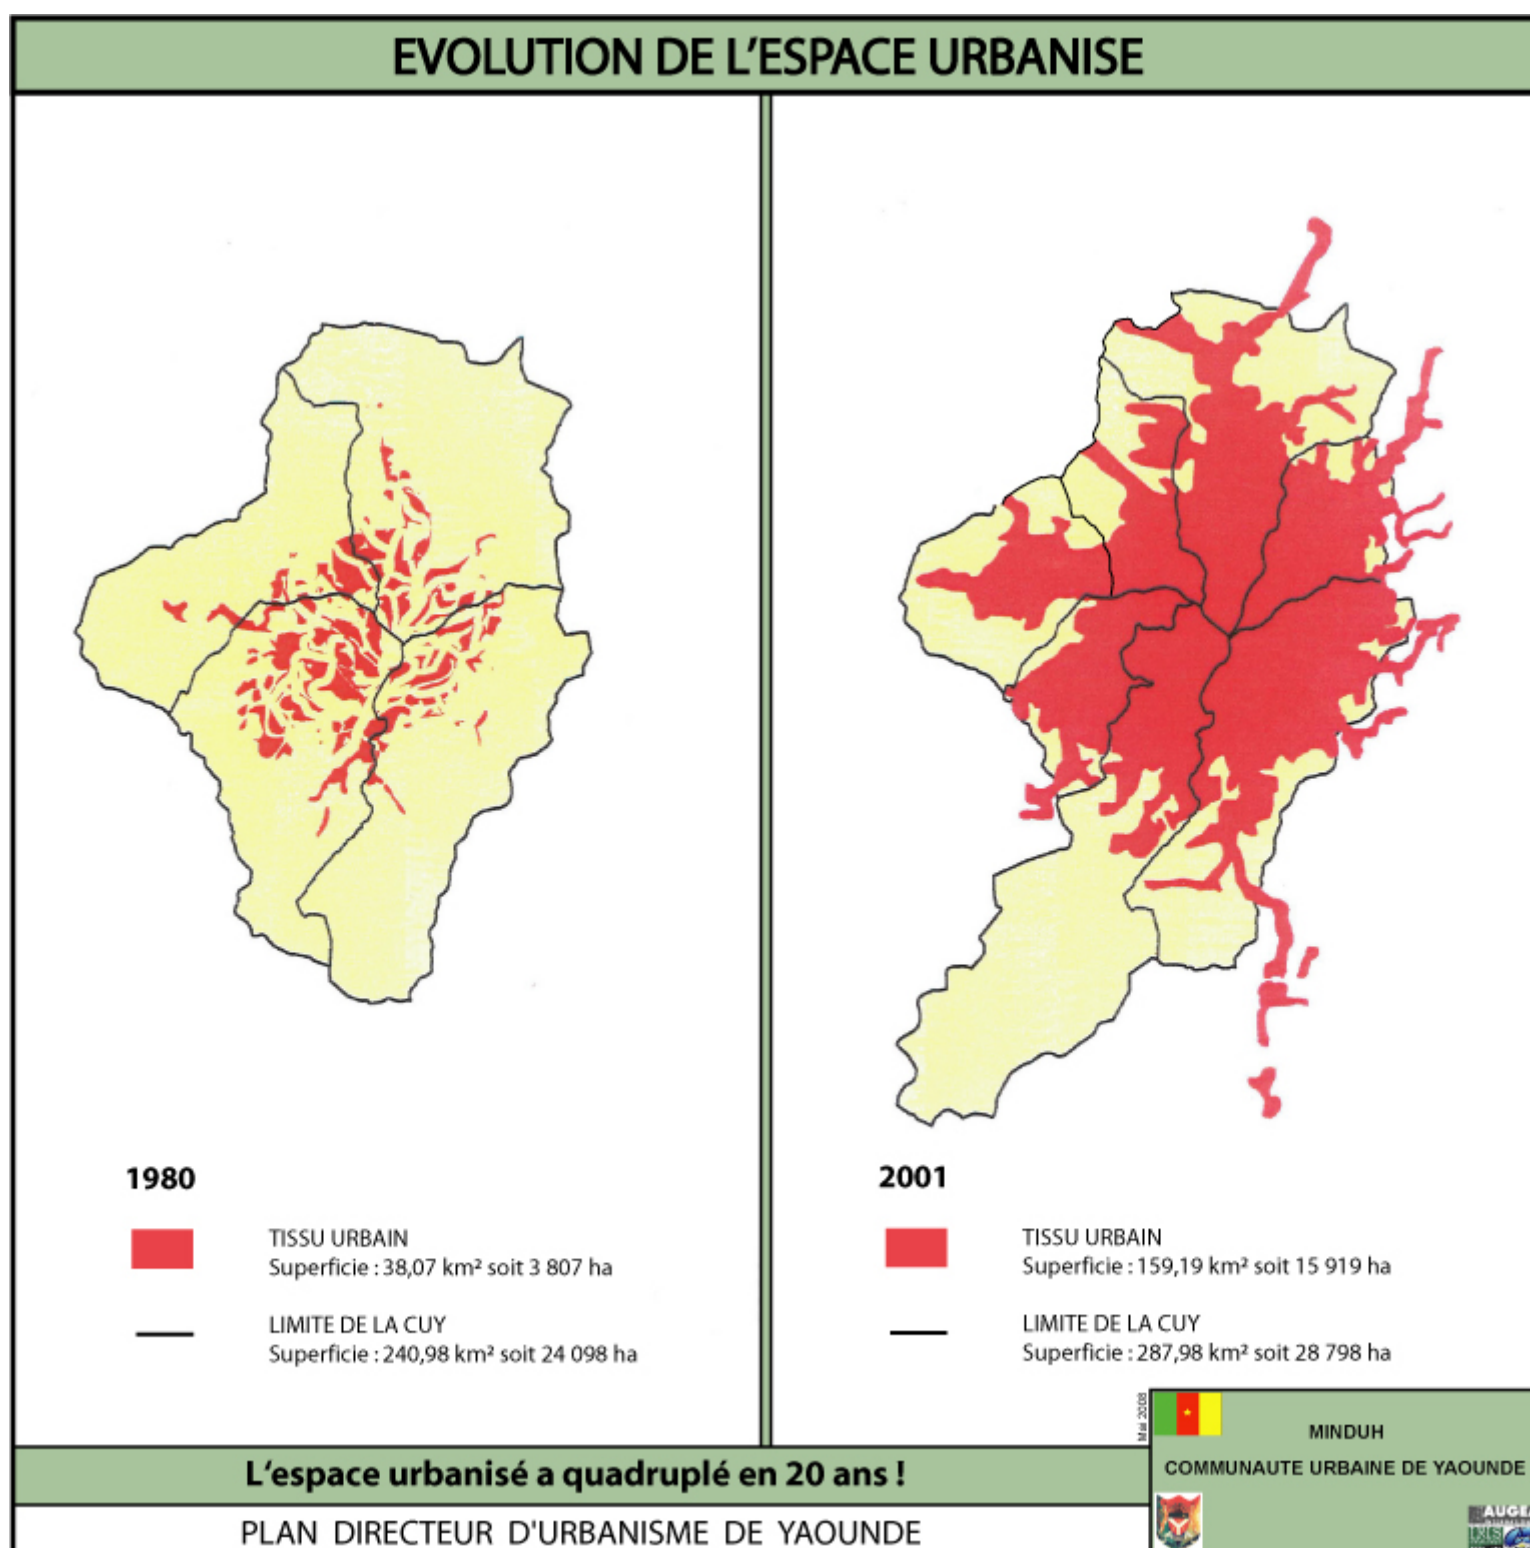 EVOLUTION DE L'ESPACE URBANISE
1980
TISSU URBAIN
Superficie : 38,07 km² soit 3 807 ha
LIMITE DE LA CUY
Superficie : 240,98 km² soit 24 098 ha
2001
TISSU URBAIN
Superficie : 159,19 km² soit 15 919 ha
LIMITE DE LA CUY
Superficie : 287,98 km² soit 28 798 ha
L'espace urbanisé a quadruplé en 20 ans !
PLAN DIRECTEUR D'URBANISME DE YAOUNDE
Mai 2008
MINDUH
COMMUNAUTE URBAINE DE YAOUNDE